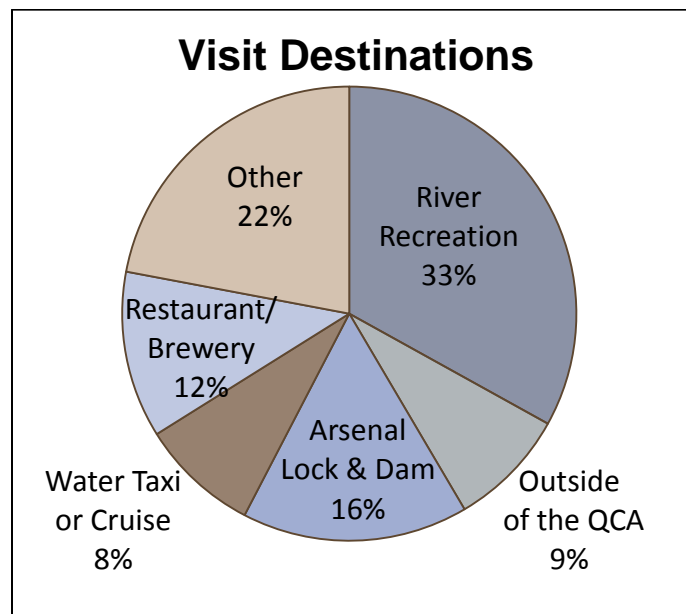 Visit Destinations
Other
22%
River
Recreation
33%
Restaurant/
Brewery
12%
Arsenal
Lock & Dam
16%
Water Taxi
or Cruise
8%
Outside
of the QCA
9%